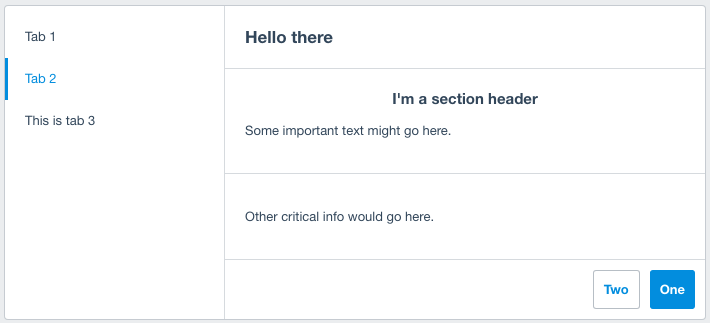 Tab 1
Tab 2
This is tab 3
Hello there
I'm a section header
Some important text might go here.
Other critical info would go here.
Two
One